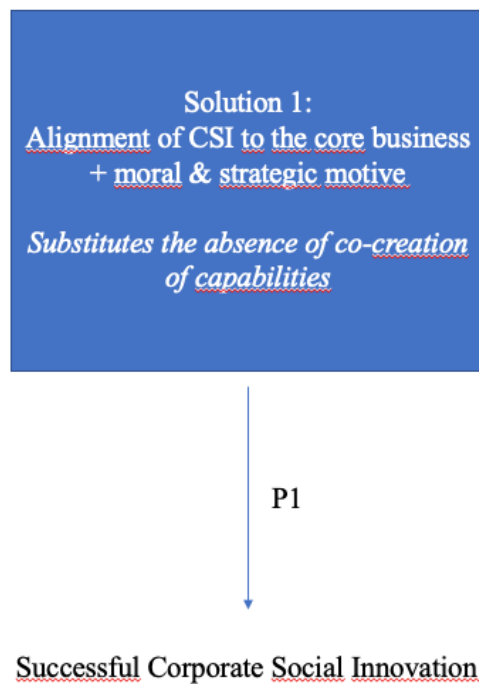 Solution 1:
Alignment of CSI to the core business
+ moral & strategic motive
Substitutes the absence of co-creation
of capabilities
P1
Successful Corporate Social Innovation